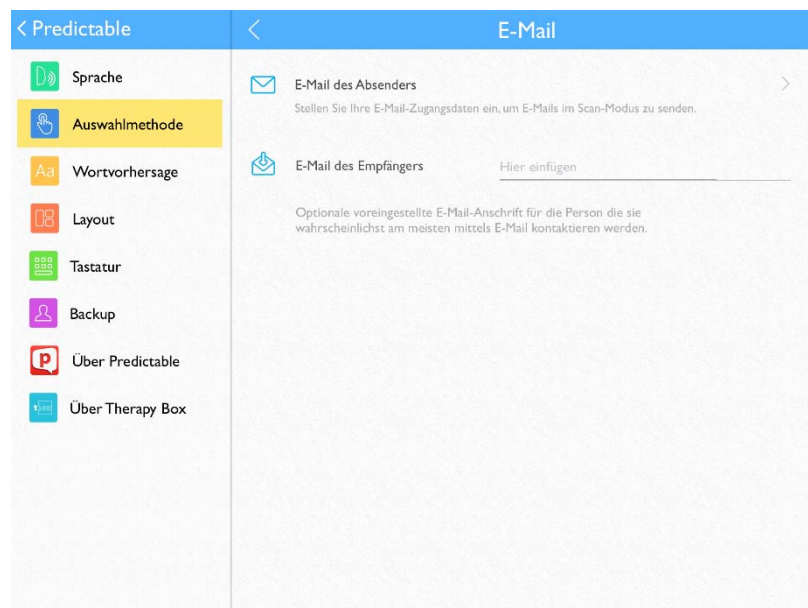 Predictable
E-Mail
Sprache
Auswahlmethode
Aa Wortvorhersage
Layout
Tastatur
Backup
Über Predictable
Über Therapy Box
E-Mail des Absenders
Stellen Sie Ihre E-Mail-Zugangsdaten ein, um E-Mails im Scan-Modus zu senden.
E-Mail des Empfängers Hier einfügen
Optionale voreingestellte E-Mail-Anschrift für die Person die sie
wahrscheinlichst am meisten mittels E-Mail kontaktieren werden.